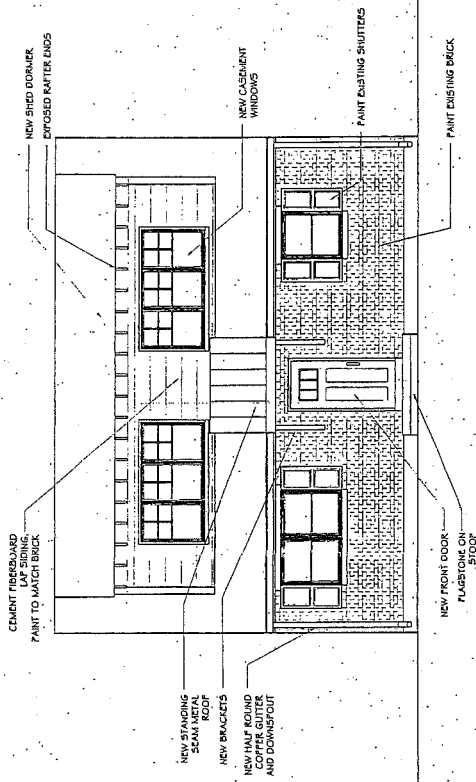 CEMENT FIBERBOARD
LAP SIDING,
PAINT TO MATCH BRICK
NEW SHED DORMER
EXPOSED RAFTER ENDS
NEW CASEMENT
WINDOWS
PAINT EXISTING SHUTTERS
PAINT EXISTING BRICK
NEW STANDING
SEAM METAL
ROOF
NEW BRACKETS
NEW HALF ROUND
COPPER GUTTER
AND DOWNSPOUT
NEW FRONT DOOR
FLAGSTONE ON
STOOP